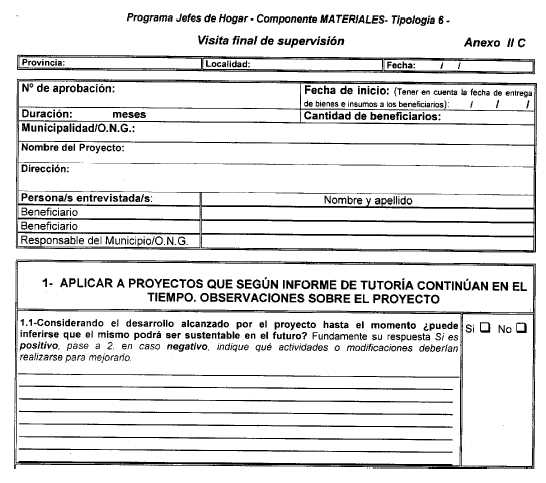 Programa Jefes de Hogar - Componente MATERIALES- Tipología 6 -
Visita final de supervisión Anexo II C
Provincia: Localidad: Fecha: / /
Nº de aprobación: Fecha de inicio: (Tener en cuenta la fecha de entrega
de bienes e insumos a los beneficiarios): / / /
Duración: meses Cantidad de beneficiarios:
Municipalidad/O.N.G.:
Nombre del Proyecto:
Dirección:
Persona/s entrevistada/s: Nombre y apellido
Beneficiario
Beneficiario
Responsable del Municipio/O.N.G.
1- APLICAR A PROYECTOS QUE SEGÚN INFORME DE TUTORÍA CONTINÚAN EN EL
TIEMPO. OBSERVACIONES SOBRE EL PROYECTO
1.1-Considerando el desarrollo alcanzado por el proyecto hasta el momento ¿puede Si No
inferirse que el mismo podrá ser sustentable en el futuro? Fundamente su respuesta Si es
positivo, pase a 2, en caso negativo, indique qué actividades o modificaciones deberían
realizarse para mejorarlo.